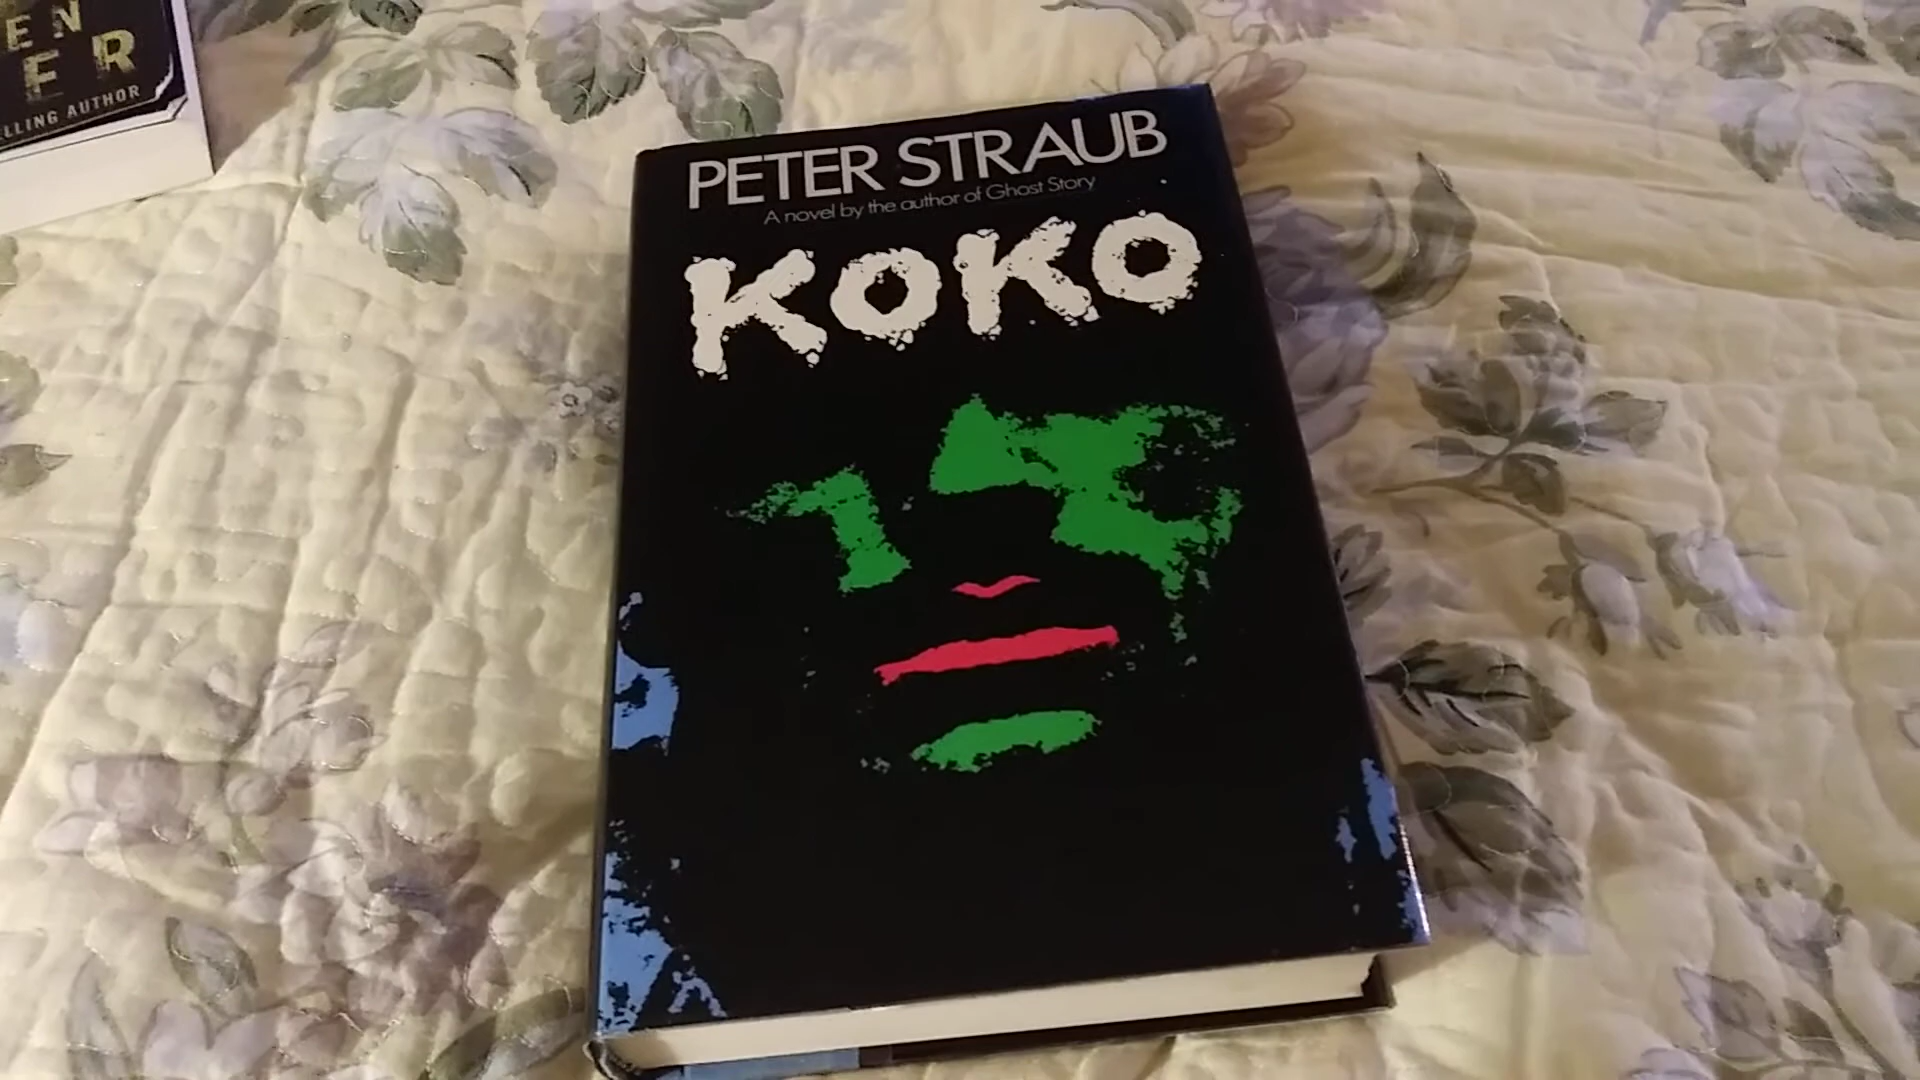 EN
ER
LLING AUTHOR
PETER STRAUB
A novel by the author of Ghost Story
KOKO